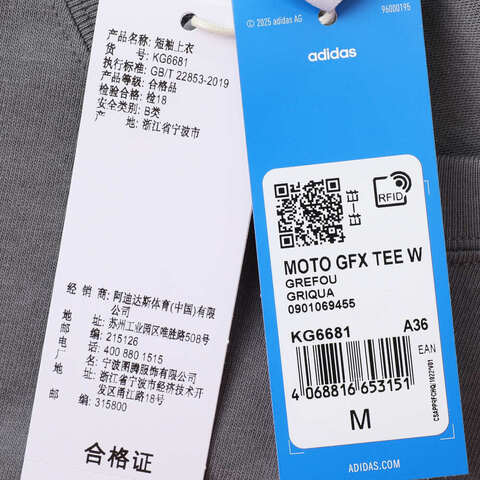 产品名称: 短袖上衣
货 号: KG6681
执行标准: GB/T 22853-2019
产品等级: 合格品
检验合格: 检18
安全类别: B类
产 地: 浙江省宁波市
经 销 商: 阿迪达斯体育(中国)有限
公司
地 址: 苏州工业园区唯胜路508号
邮 编: 215126
电 话: 400 880 1515
厂 名: 宁波圃腾服饰有限公司
地 址: 浙江省宁波市经济技术开
发区甬江路18号
邮 编: 315800
合格证
© 2025 adidas AG
96000195
adidas
RFID
MOTO GFX TEE W
GREFOU
GRIQUA
0901069455
KG6681 A36
EAN
4 068816 653151
M
ADIDAS.COM